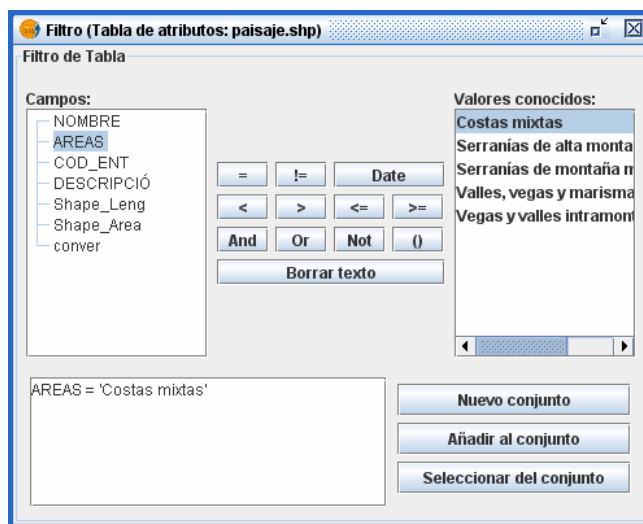 Filtro (Tabla de atributos: paisaje.shp)
Filtro de Tabla
Campos:
NOMBRE
AREAS
COD_ENT
DESCRIPCIÓ
Shape_Leng
Shape_Area
conver
= != Date
< > <= >=
And Or Not ()
Borrar texto
Valores conocidos:
Costas mixtas
Serranías de alta monta
Serranías de montaña m
Valles, vegas y marisma
Vegas y valles intramont
AREAS = 'Costas mixtas'
Nuevo conjunto
Añadir al conjunto
Seleccionar del conjunto